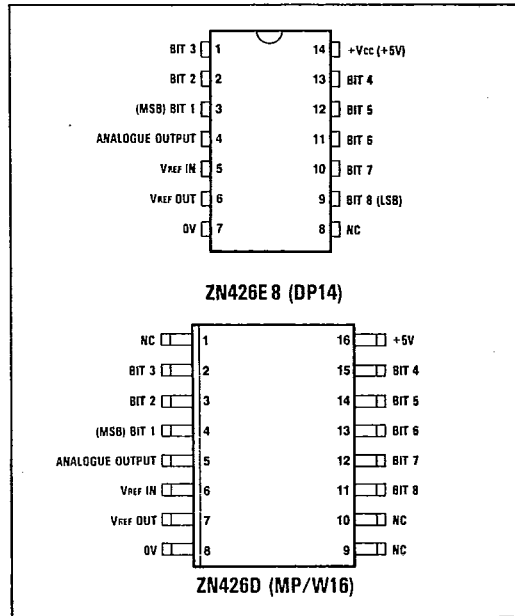 BIT 3 1 14 +Vcc (+5V)
BIT 2 2 13 BIT 4
(MSB) BIT 1 3 12 BIT 5
ANALOGUE OUTPUT 4 11 BIT 6
VREF IN 5 10 BIT 7
VREF OUT 6 9 BIT 8 (LSB)
0V 7 8 NC
ZN426E 8 (DP14)
NC 1 16 +5V
BIT 3 2 15 BIT 4
BIT 2 3 14 BIT 5
(MSB) BIT 1 4 13 BIT 6
ANALOGUE OUTPUT 5 12 BIT 7
VREF IN 6 11 BIT 8
VREF OUT 7 10 NC
0V 8 9 NC
ZN426D (MP/W16)